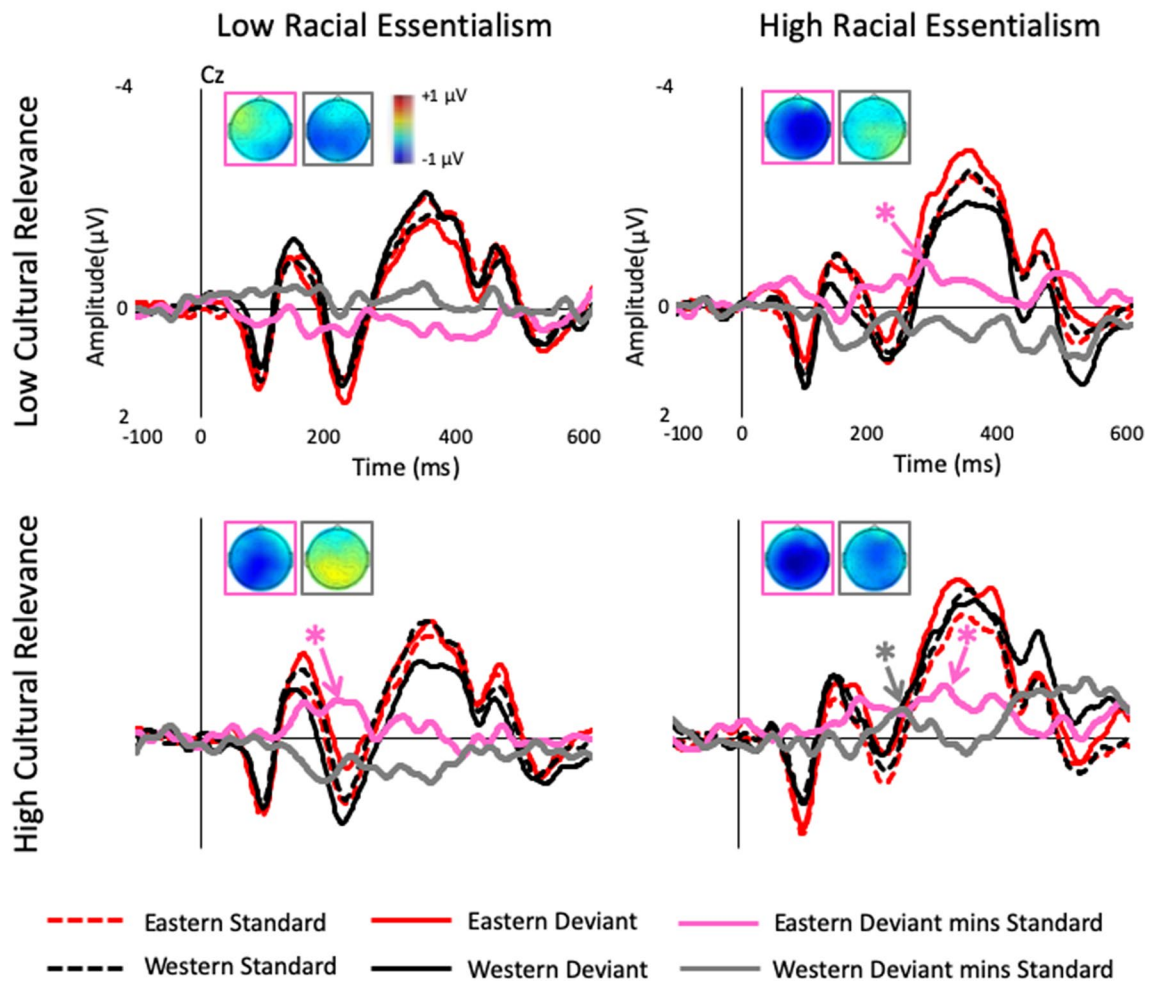 Low Racial Essentialism
High Racial Essentialism
Low Cultural Relevance
Cz
-4
+1 µV
-1 µV
Amplitude(µV)
0
2
-100 0 200 400 600
Time (ms)
-4
*
Amplitude(µV)
0
2
-100 0 200 400 600
Time (ms)
High Cultural Relevance
*
*
*
Eastern Standard
Eastern Deviant
Eastern Deviant mins Standard
Western Standard
Western Deviant
Western Deviant mins Standard